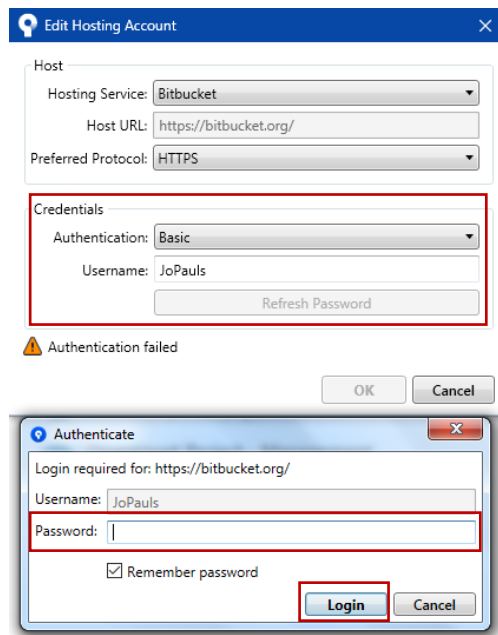 Edit Hosting Account
Host
Hosting Service: Bitbucket
Host URL: https://bitbucket.org/
Preferred Protocol: HTTPS
Credentials
Authentication: Basic
Username: JoPauls
Refresh Password
Authentication failed
OK Cancel
Authenticate
Login required for: https://bitbucket.org/
Username: JoPauls
Password:
Remember password
Login Cancel